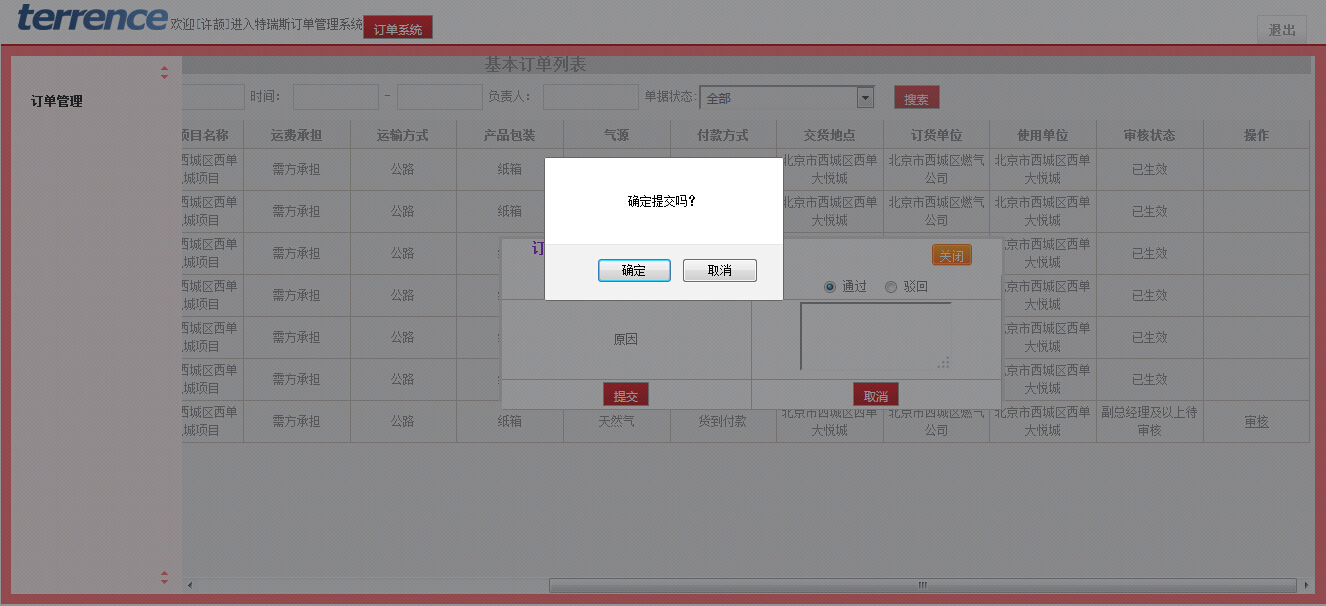 terrence 欢迎[许颉]进入特瑞斯订单管理系统 订单系统 退出
基本订单列表
订单管理
时间： - 负责人： 单据状态: 全部 搜索
项目名称 运费承担 运输方式 产品包装 气源 付款方式 交货地点 订货单位 使用单位 审核状态 操作
西城区西单 北京市西城区西单 北京市西城区燃气 北京市西城区西单
城项目 需方承担 公路 纸箱 大悦城 公司 大悦城 已生效
西城区西单 北京市西城区西单 北京市西城区燃气 北京市西城区西单
城项目 需方承担 公路 纸箱 大悦城 公司 大悦城 已生效
确定提交吗?
确定 取消
订
关闭
通过 驳回
原因
提交 取消
西城区西单 京市西城区西单
城项目 需方承担 公路 大悦城 已生效
西城区西单 京市西城区西单
城项目 需方承担 公路 大悦城 已生效
西城区西单 京市西城区西单
城项目 需方承担 公路 大悦城 已生效
西城区西单 京市西城区西单
城项目 需方承担 公路 大悦城 已生效
西城区西单 北京市西城区西单 北京市西城区燃气 北京市西城区西单 副总经理及以上待
城项目 需方承担 公路 纸箱 天然气 货到付款 大悦城 公司 大悦城 审核 审核